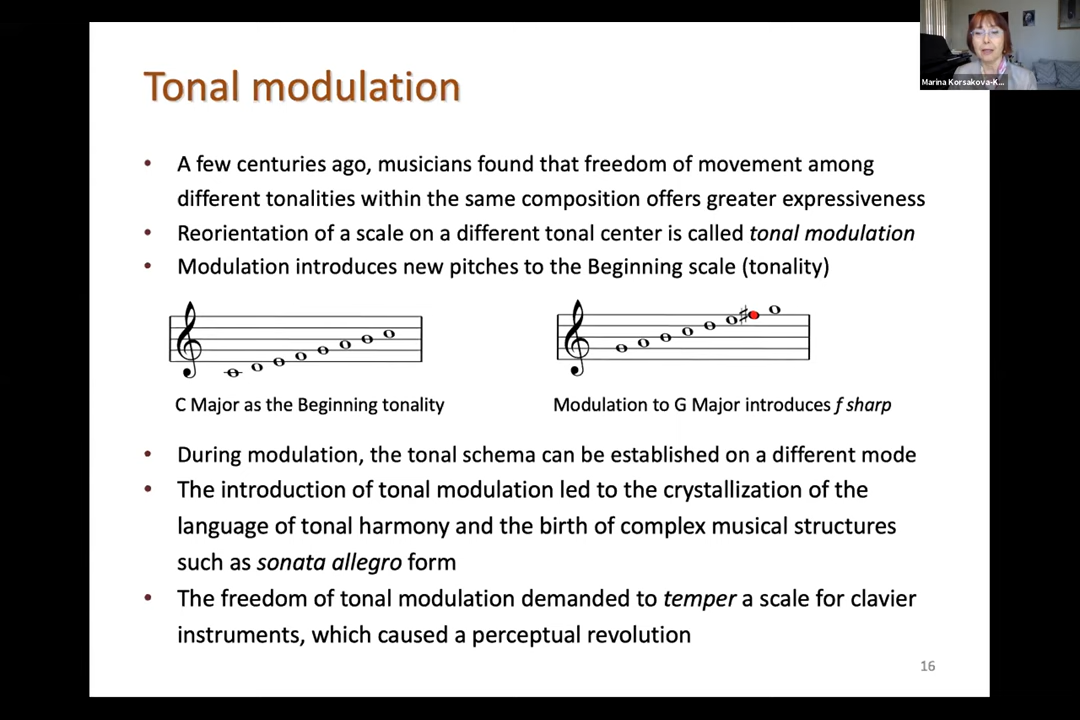 Marina Korsakova-K...
Tonal modulation
• A few centuries ago, musicians found that freedom of movement among
different tonalities within the same composition offers greater expressiveness
• Reorientation of a scale on a different tonal center is called tonal modulation
• Modulation introduces new pitches to the Beginning scale (tonality)
C Major as the Beginning tonality
Modulation to G Major introduces f sharp
• During modulation, the tonal schema can be established on a different mode
• The introduction of tonal modulation led to the crystallization of the
language of tonal harmony and the birth of complex musical structures
such as sonata allegro form
• The freedom of tonal modulation demanded to temper a scale for clavier
instruments, which caused a perceptual revolution
16